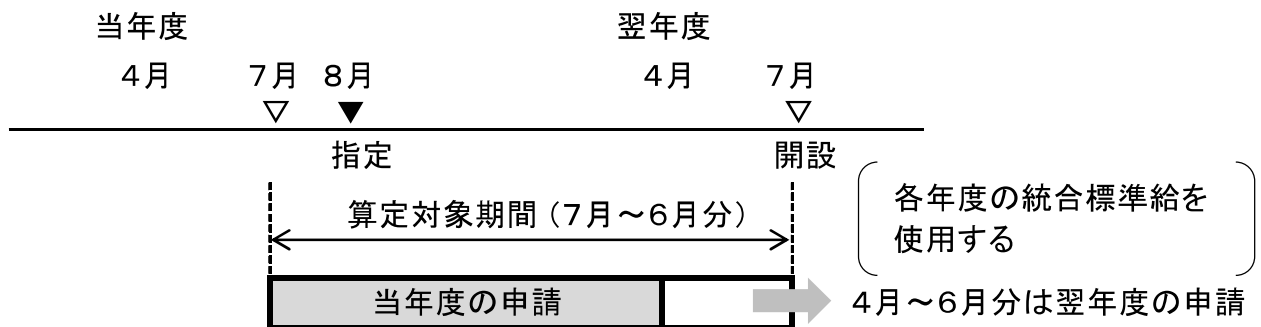 当年度 翌年度
4月 7月 8月 4月 7月
指定 開設
算定対象期間（7月～6月分）
各年度の統合標準給を
使用する
当年度の申請
4月～6月分は翌年度の申請